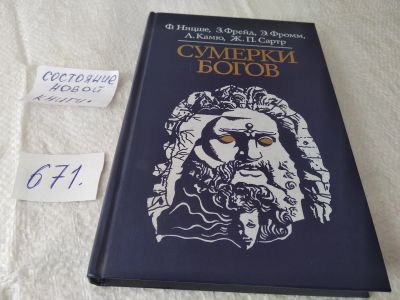 Ф. Ницше, З. Фрейд, Э. Фромм,
А. Камю, Ж. П. Сартр
СУМЕРКИ
БОГОВ
СОСТОЯНИЕ
НОВОЙ
КНИГИ.
671.